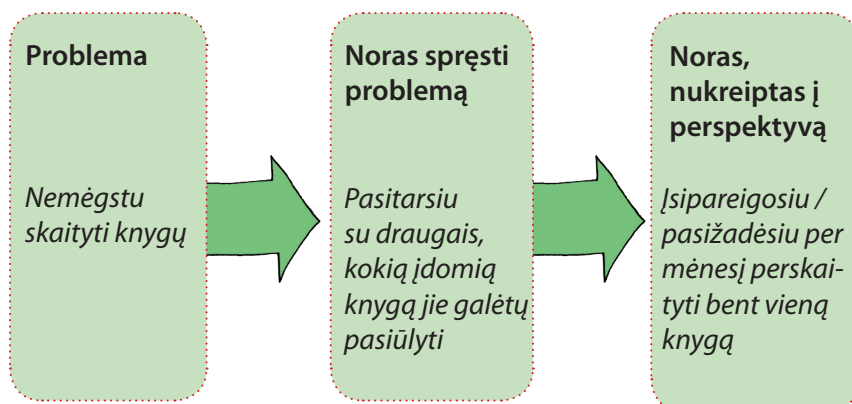 Problema
Nemėgstu
skaityti knygų
Noras spręsti
problemą
Pasitarsiu
su draugais,
kokią įdomią
knygą jie galėtų
pasiūlyti
Noras,
nukreiptas į
perspektyvą
Įsipareigosiu /
pasižadėsiu per
mėnesį perskai-
tyti bent vieną
knygą